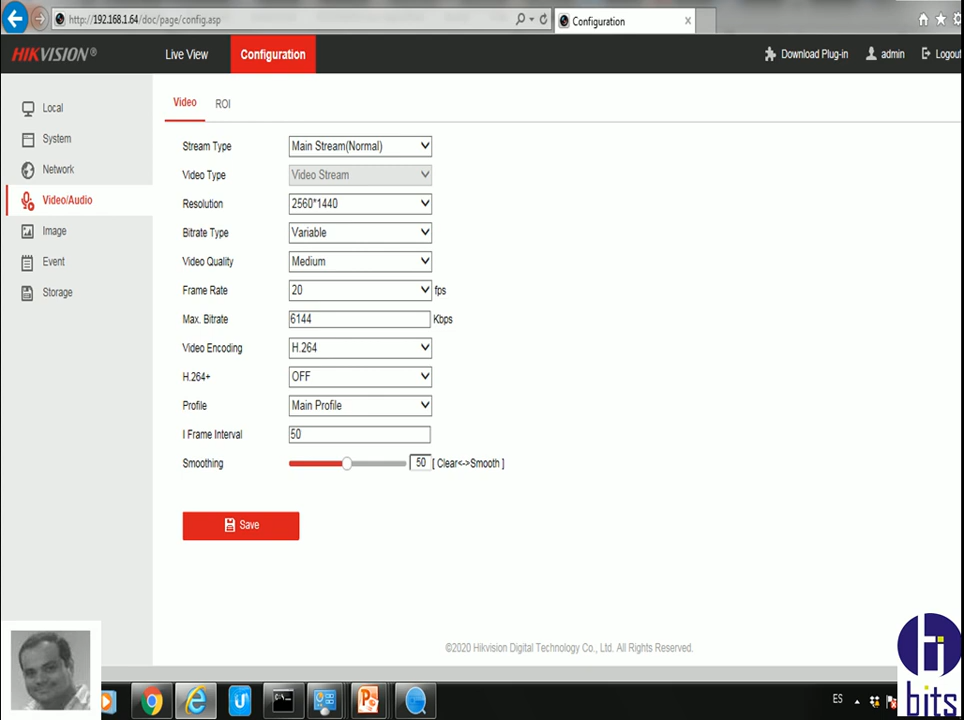 http://192.168.1.64/doc/page/config.asp
Configuration
HIKVISION®
Live View
Configuration
Download Plug-in
admin
Logout
Local
System
Network
Video/Audio
Image
Event
Storage
Video
ROI
Stream Type Main Stream(Normal)
Video Type Video Stream
Resolution 2560*1440
Bitrate Type Variable
Video Quality Medium
Frame Rate 20 fps
Max. Bitrate 6144 Kbps
Video Encoding H.264
H.264+ OFF
Profile Main Profile
I Frame Interval 50
Smoothing 50 [ Clear<->Smooth ]
Save
©2020 Hikvision Digital Technology Co., Ltd. All Rights Reserved.
ES
hi
bits